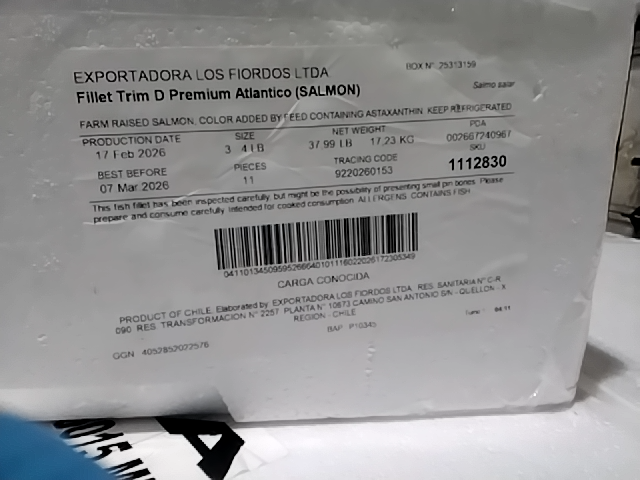 EXPORTADORA LOS FIORDOS LTDA
BOX N° 25313159
Fillet Trim D Premium Atlantico (SALMON)
Salmo salar
FARM RAISED SALMON, COLOR ADDED BY FEED CONTAINING ASTAXANTHIN. KEEP REFRIGERATED
PRODUCTION DATE SIZE NET WEIGHT PDA
17 Feb 2026 3 4 LB 37.99 LB 17,23 KG 002667240967
BEST BEFORE PIECES TRACING CODE SKU
07 Mar 2026 11 9220260153 1112830
This fish fillet has been inspected carefully but might be the possibility of presenting small pin bones. Please
prepare and consume carefully Intended for cooked consumption. ALLERGENS: CONTAINS FISH
CARGA CONOCIDA
PRODUCT OF CHILE. Elaborated by: EXPORTADORA LOS FIORDOS LTDA. RES. SANITARIA N° C-R
090 RES. TRANSFORMACION N° 2257 PLANTA N° 10673 CAMINO SAN ANTONIO S/N - QUELLON - X
REGION - CHILE
BAP: P10345
GGN: 4052852022576